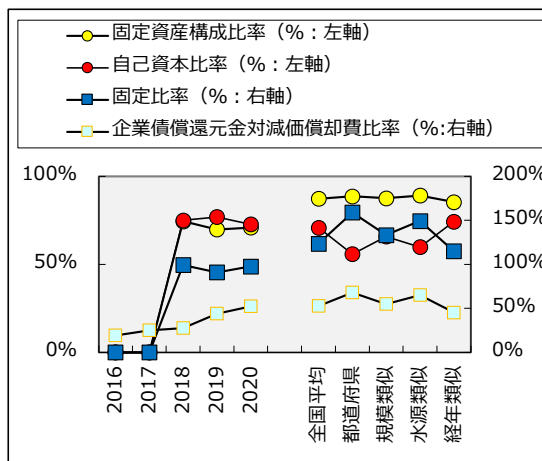 固定資産構成比率（%：左軸）
自己資本比率（%：左軸）
固定比率（%：右軸）
企業債償還元金対減価償却費比率（%:右軸）
100%
50%
0%
200%
150%
100%
50%
0%
2016
2017
2018
2019
2020
全国平均
都道府県
規模類似
水源類似
経年類似